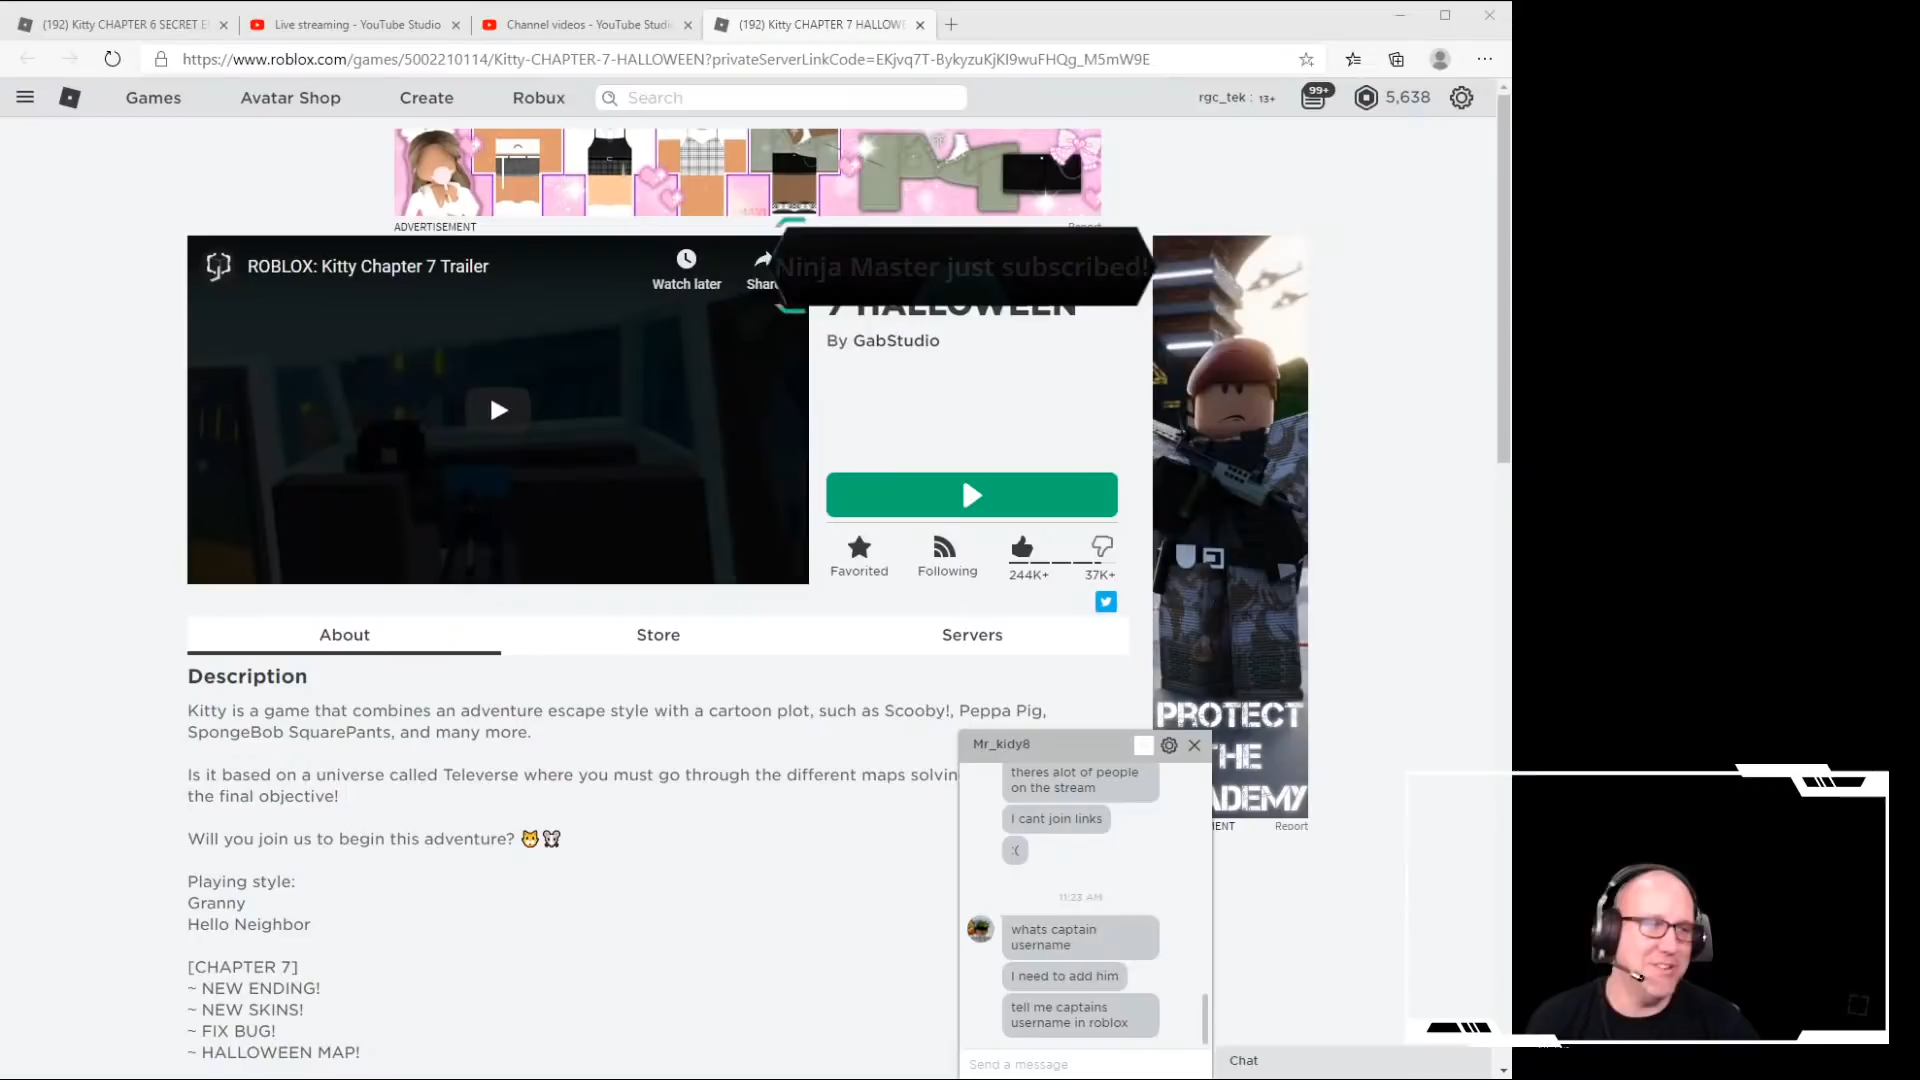 (192) Kitty CHAPTER 6 SECRET E
Live streaming - YouTube Studio
Channel videos - YouTube Studi
(192) Kitty CHAPTER 7 HALLOWE
https://www.roblox.com/games/5002210114/Kitty-CHAPTER-7-HALLOWEEN?privateServerLinkCode=EKjvq7T-BykyzuKjKI9wuFHQg_M5mW9E
Games
Avatar Shop
Create
Robux
Search
rgc_tek : 13+
99+
5,638
ADVERTISEMENT
Report
ROBLOX: Kitty Chapter 7 Trailer
Watch later
Share
Ninja Master just subscribed!
7 HALLOWEEN
By GabStudio
Favorited
Following
244K+
37K+
About
Store
Servers
Description
Kitty is a game that combines an adventure escape style with a cartoon plot, such as Scooby!, Peppa Pig,
SpongeBob SquarePants, and many more.
Is it based on a universe called Televerse where you must go through the different maps solvin
the final objective!
Will you join us to begin this adventure? 🐱🐭
Playing style:
Granny
Hello Neighbor
[CHAPTER 7]
~ NEW ENDING!
~ NEW SKINS!
~ FIX BUG!
~ HALLOWEEN MAP!
PROTECT
THE
ADEMY
MENT
Report
Mr_kidy8
theres alot of people
on the stream
I cant join links
:(
11:23 AM
whats captain
username
I need to add him
tell me captains
username in roblox
Send a message
Chat